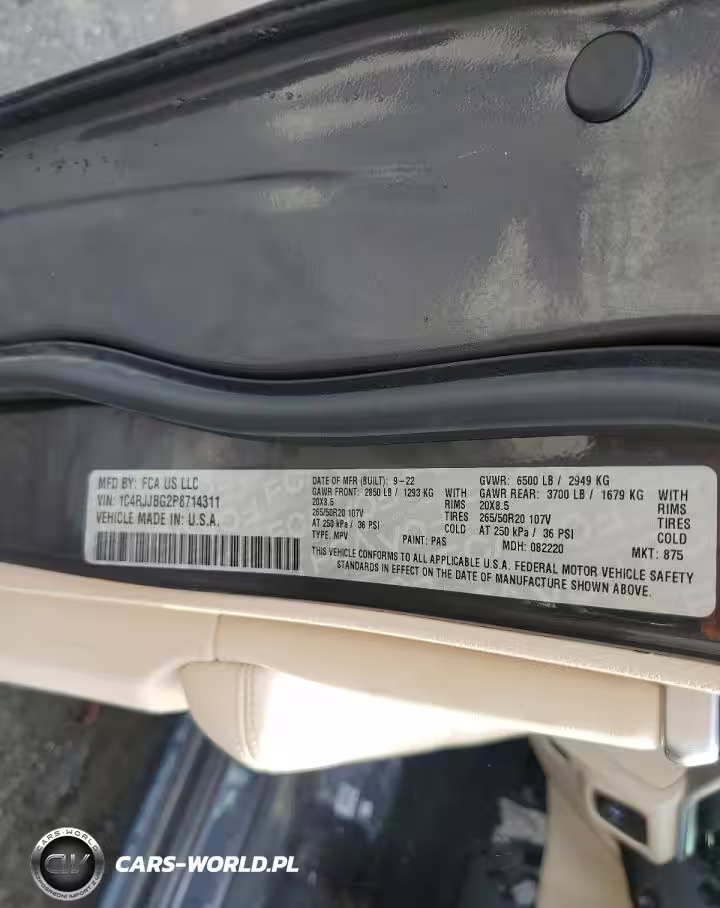 MFD BY: FCA US LLC
VIN: 1C4RJJBG2P8714311
VEHICLE MADE IN: U.S.A.
DATE OF MFR (BUILT): 9-22
GAWR FRONT: 2850 LB / 1293 KG WITH
20X8.5 RIMS
265/50R20 107V TIRES
AT 250 kPa / 36 PSI COLD
TYPE: MPV PAINT: PAS
GVWR: 6500 LB / 2949 KG
GAWR REAR: 3700 LB / 1679 KG WITH
20X8.5 RIMS
265/50R20 107V TIRES
AT 250 kPa / 36 PSI COLD
MDH: 082220 MKT: 875
THIS VEHICLE CONFORMS TO ALL APPLICABLE U.S.A. FEDERAL MOTOR VEHICLE SAFETY
STANDARDS IN EFFECT ON THE DATE OF MANUFACTURE SHOWN ABOVE.
CARS-WORLD
CW
CARS-WORLD.PL